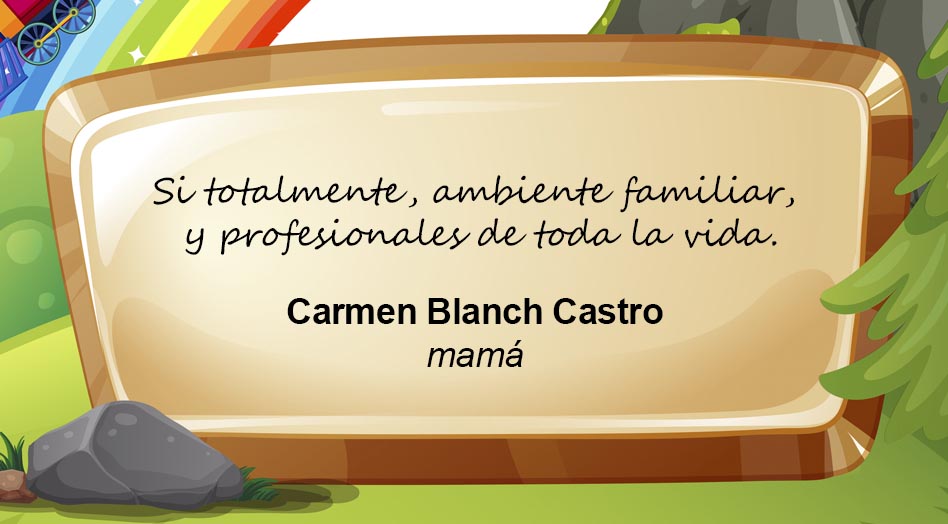 Si totalmente, ambiente familiar,
y profesionales de toda la vida.
Carmen Blanch Castro
mamá